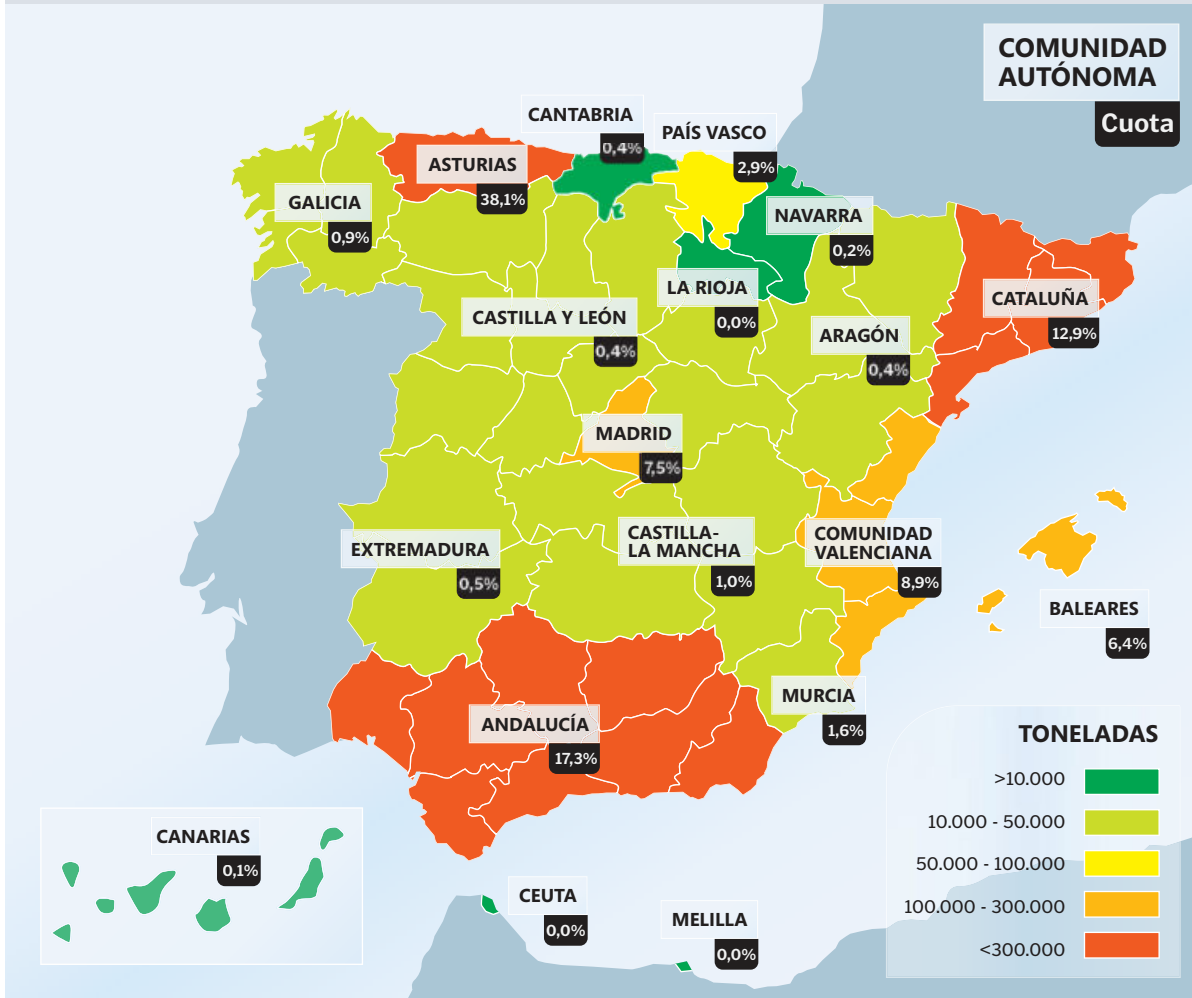 COMUNIDAD
AUTÓNOMA
Cuota
CANTABRIA
0,4%
PAÍS VASCO
2,9%
ASTURIAS
38,1%
GALICIA
0,9%
NAVARRA
0,2%
LA RIOJA
0,0%
CATALUÑA
12,9%
CASTILLA Y LEÓN
0,4%
ARAGÓN
0,4%
MADRID
7,5%
EXTREMADURA
0,5%
CASTILLA-
LA MANCHA
1,0%
COMUNIDAD
VALENCIANA
8,9%
BALEARES
6,4%
MURCIA
1,6%
ANDALUCÍA
17,3%
TONELADAS
>10.000
10.000 - 50.000
50.000 - 100.000
100.000 - 300.000
<300.000
CANARIAS
0,1%
CEUTA
0,0%
MELILLA
0,0%